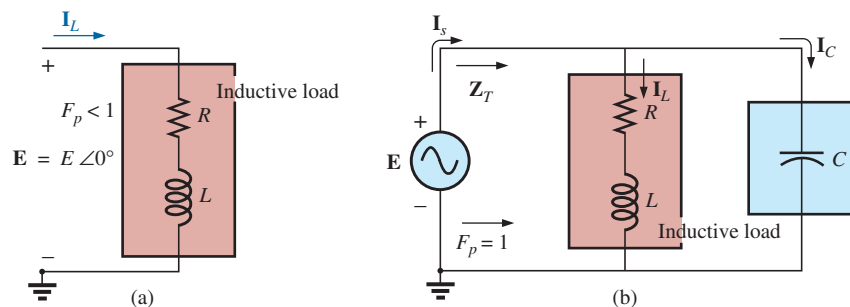 I_L
+
Inductive load
F_p < 1
R
E = E ∠0°
L
–
(a)
I_s
I_C
Z_T
I_L
R
+
E
C
–
L
F_p = 1
Inductive load
(b)